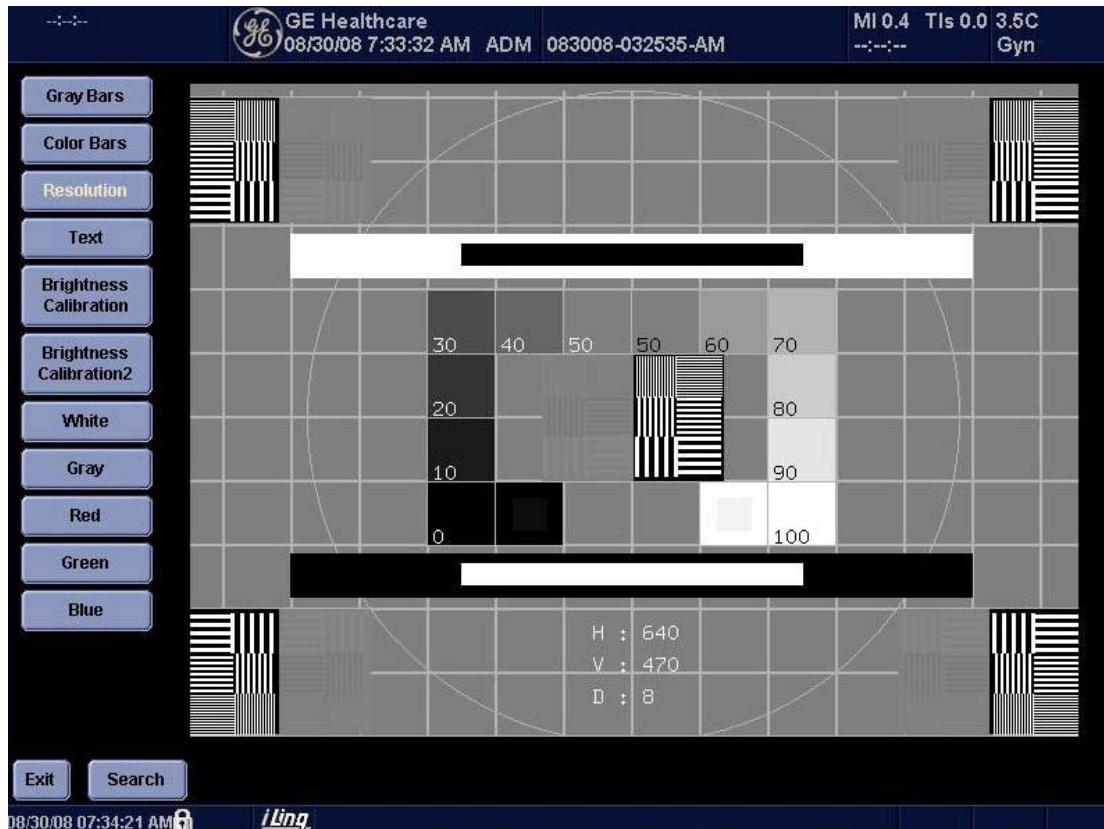 --:--:--
GE Healthcare
08/30/08 7:33:32 AM ADM 083008-032535-AM
MI 0.4 TIs 0.0 3.5C
--:--:-- Gyn
Gray Bars
Color Bars
Resolution
Text
Brightness
Calibration
Brightness
Calibration2
White
Gray
Red
Green
Blue
30 40 50 50 60 70
20 80
10 90
0 100
H : 640
V : 470
D : 8
Exit Search
08/30/08 07:34:21 AM iLinq